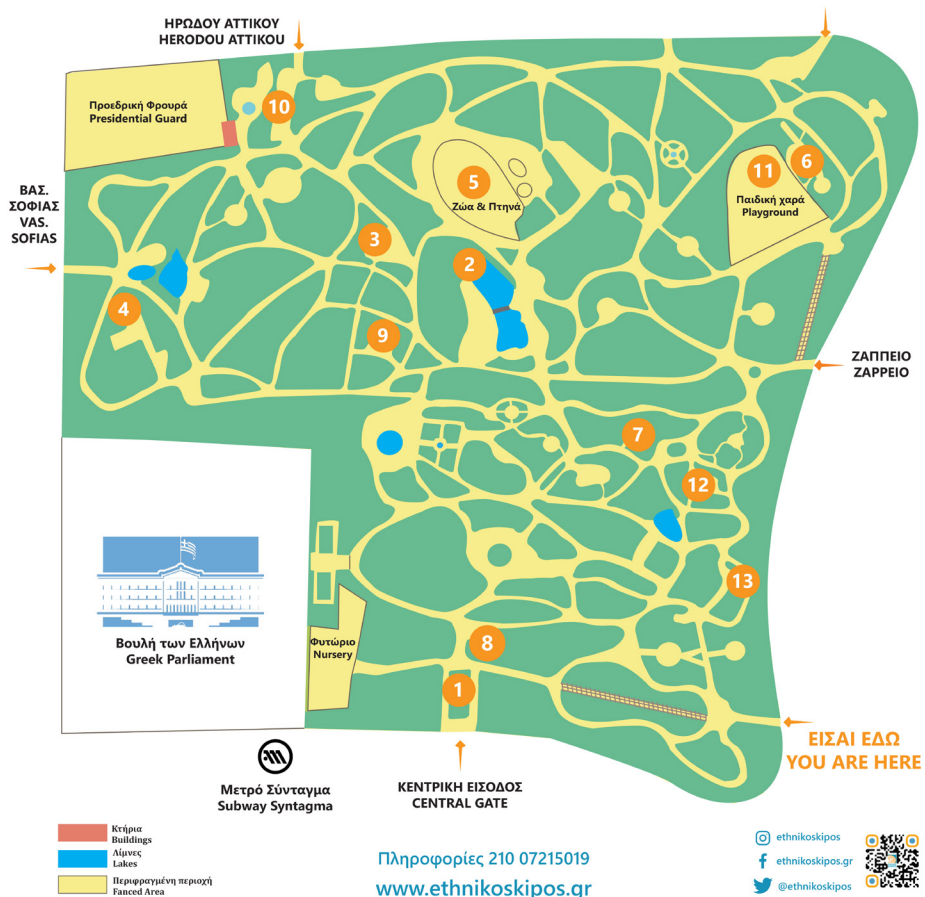 ΗΡΩΔΟΥ ΑΤΤΙΚΟΥ
HERODOU ATTIKOU
Προεδρική Φρουρά
Presidential Guard
10
5
Ζώα & Πτηνά
11
Παιδική χαρά
Playground
6
ΒΑΣ.
ΣΟΦΙΑΣ
VAS.
SOFIAS
3
2
4
9
ΖΑΠΠΕΙΟ
ZAPPEIO
7
12
13
Βουλή των Ελλήνων
Greek Parliament
Φυτώριο
Nursery
8
1
ΕΙΣΑΙ ΕΔΩ
YOU ARE HERE
Μετρό Σύνταγμα
Subway Syntagma
ΚΕΝΤΡΙΚΗ ΕΙΣΟΔΟΣ
CENTRAL GATE
Κτήρια
Buildings
Λίμνες
Lakes
Περιφραγμένη περιοχή
Fanced Area
Πληροφορίες 210 07215019
www.ethnikoskipos.gr
ethnikoskipos
ethnikoskipos.gr
@ethnikoskipos